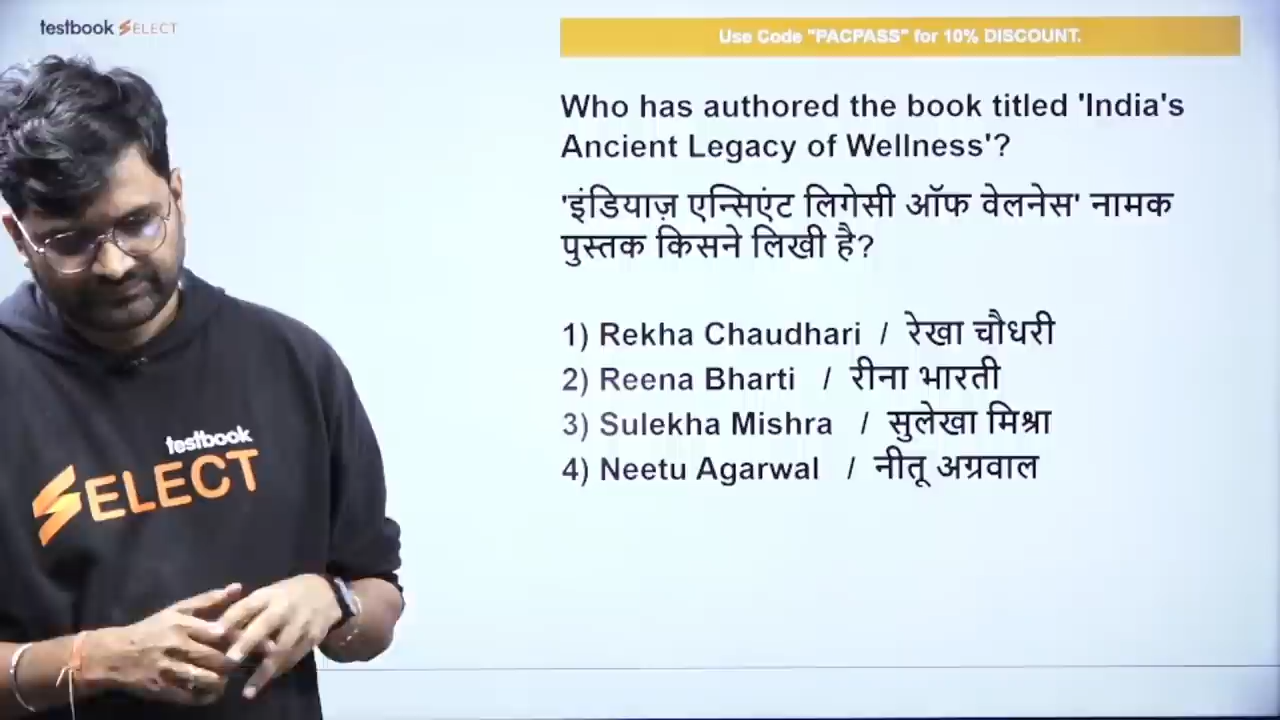 testbook SELECT
Use Code "PACPASS" for 10% DISCOUNT.
Who has authored the book titled 'India's
Ancient Legacy of Wellness'?
'इंडियाज़ एन्सिएंट लिगेसी ऑफ वेलनेस' नामक
पुस्तक किसने लिखी है?
1) Rekha Chaudhari / रेखा चौधरी
2) Reena Bharti / रीना भारती
3) Sulekha Mishra / सुलेखा मिश्रा
4) Neetu Agarwal / नीतू अग्रवाल
testbook
SELECT